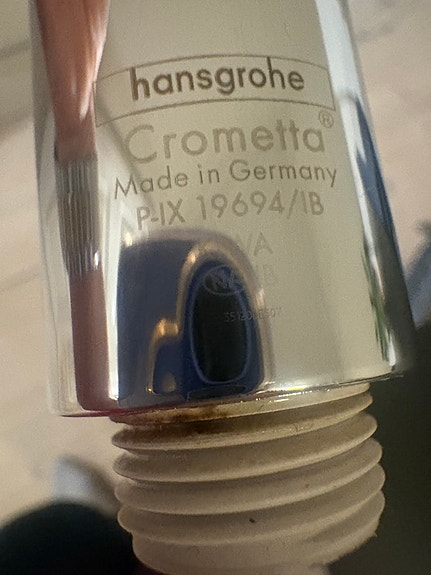 hansgrohe
Crometta®
Made in Germany
P-IX 19694/IB